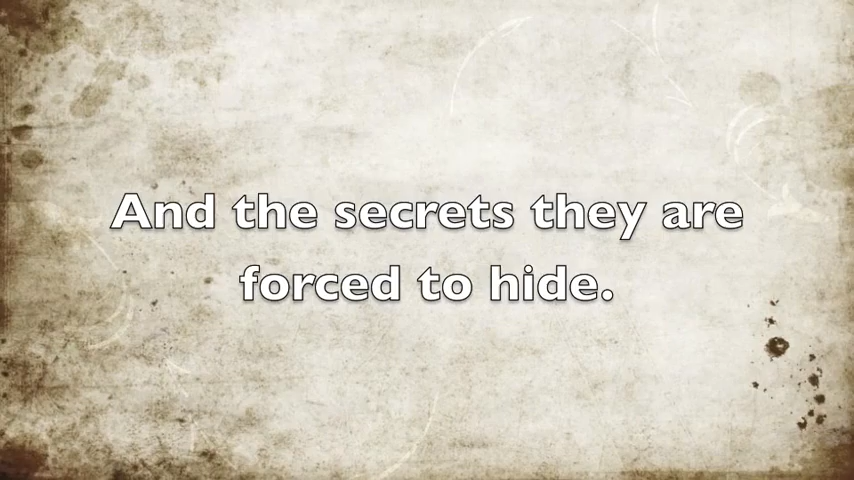 And the secrets they are
forced to hide.